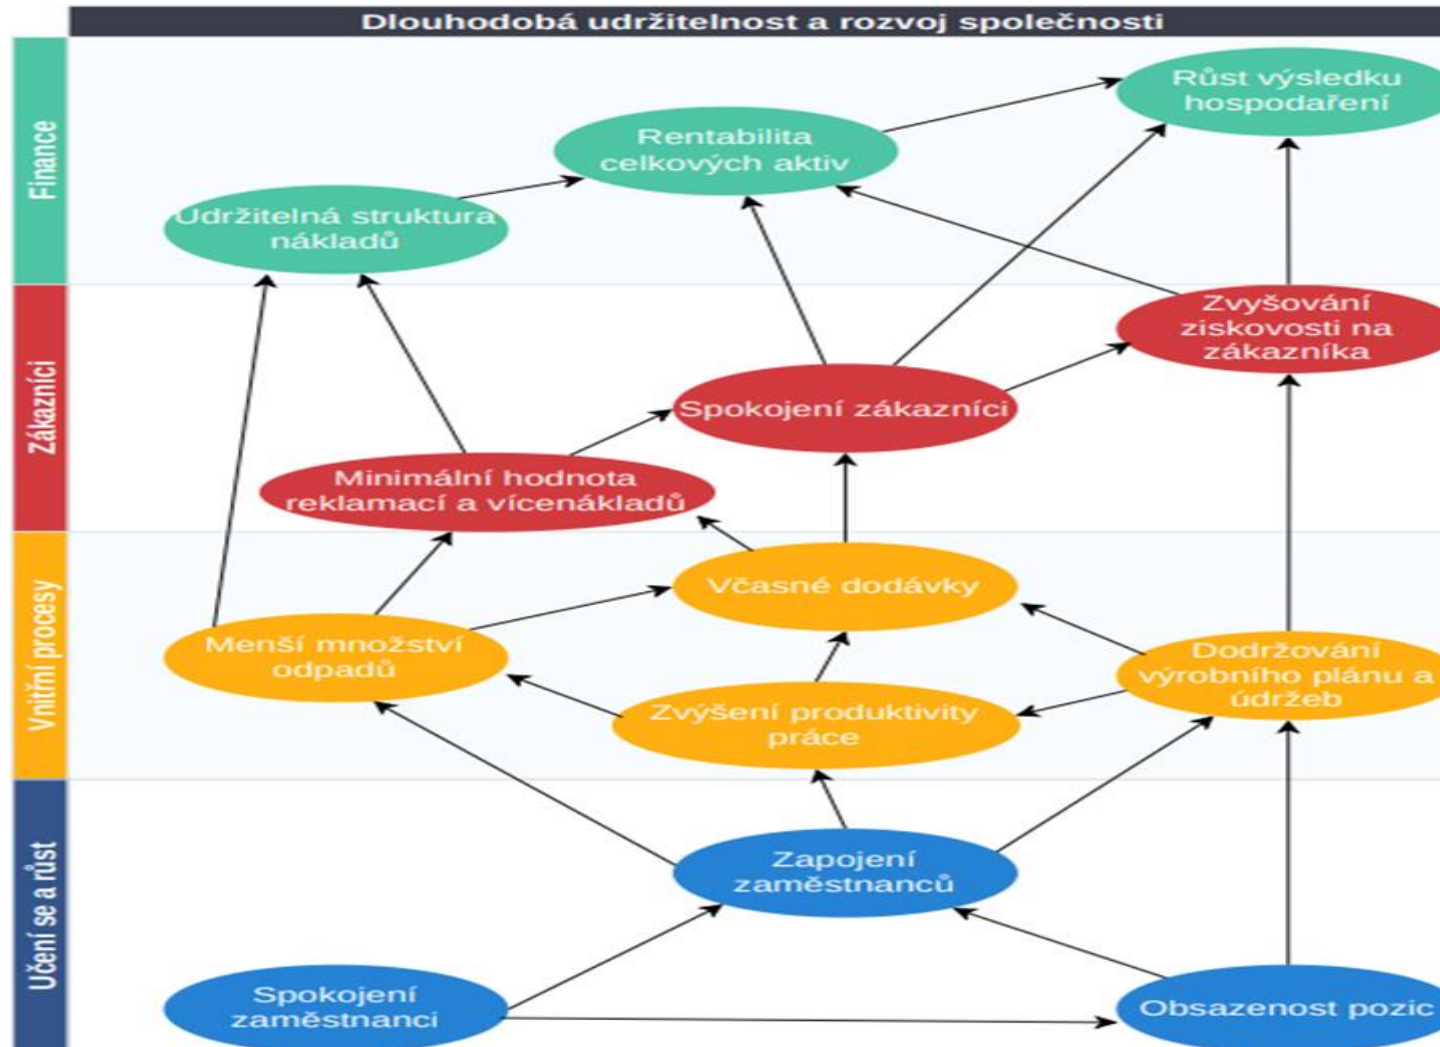 Dlouhodobá udržitelnost a rozvoj společnosti
Finance
Růst výsledku
hospodaření
Rentabilita
celkových aktiv
Udržitelná struktura
nákladů
Zákazníci
Zvyšování
ziskovosti na
zákazníka
Spokojení zákazníci
Minimální hodnota
reklamací a vícenákladů
Vnitřní procesy
Včasné dodávky
Menší množství
odpadů
Dodržování
výrobního plánu a
údržeb
Zvýšení produktivity
práce
Učení se a růst
Zapojení
zaměstnanců
Spokojení
zaměstnanci
Obsazenost pozic